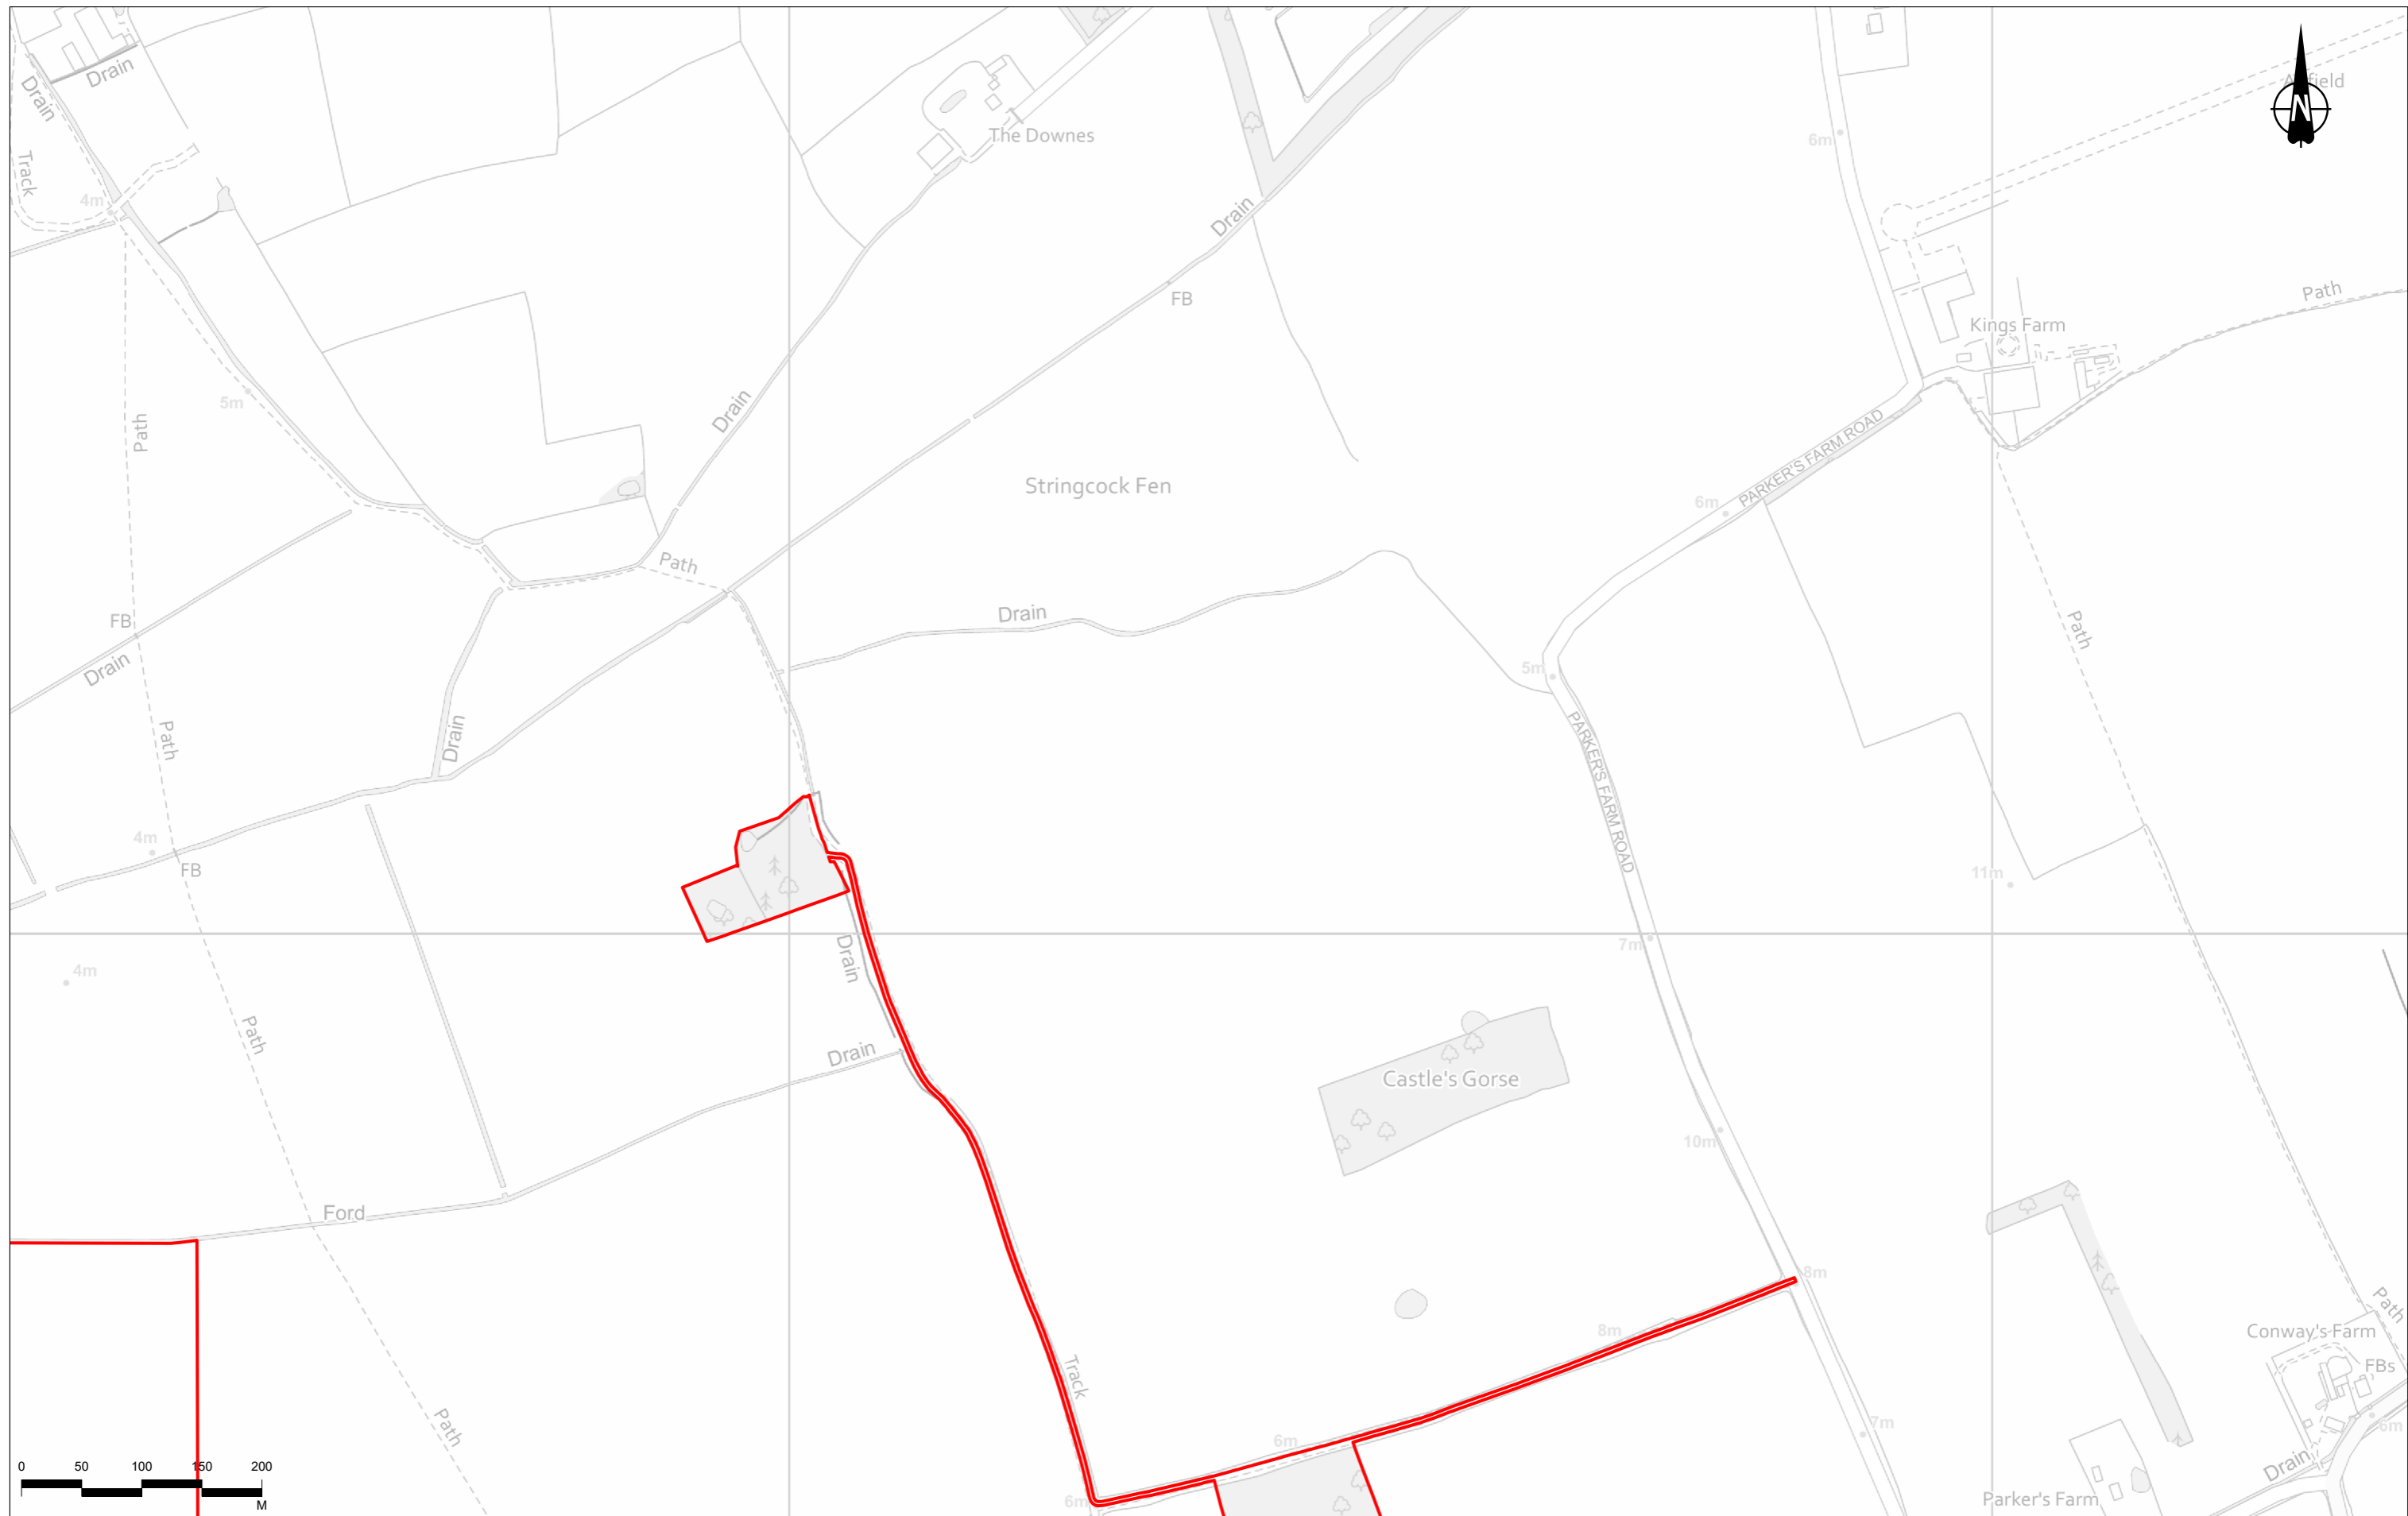 Drain
Drain
Track
4m
The Downes
6m
Airfield
N
Drain
FB
Path
Kings Farm
5m
Path
Drain
PARKER'S FARM ROAD
Stringcock Fen
6m
Path
FB
Drain
Path
Drain
5m
Path
Drain
PARKER'S FARM ROAD
4m
FB
11m
4m
Drain
7m
Path
Drain
Castle's Gorse
10m
Ford
8m
Path
8m
Conway's Farm
FBs
Track
Path
6m
7m
6m
Drain
0 50 100 150 200
M
6m
Parker's Farm